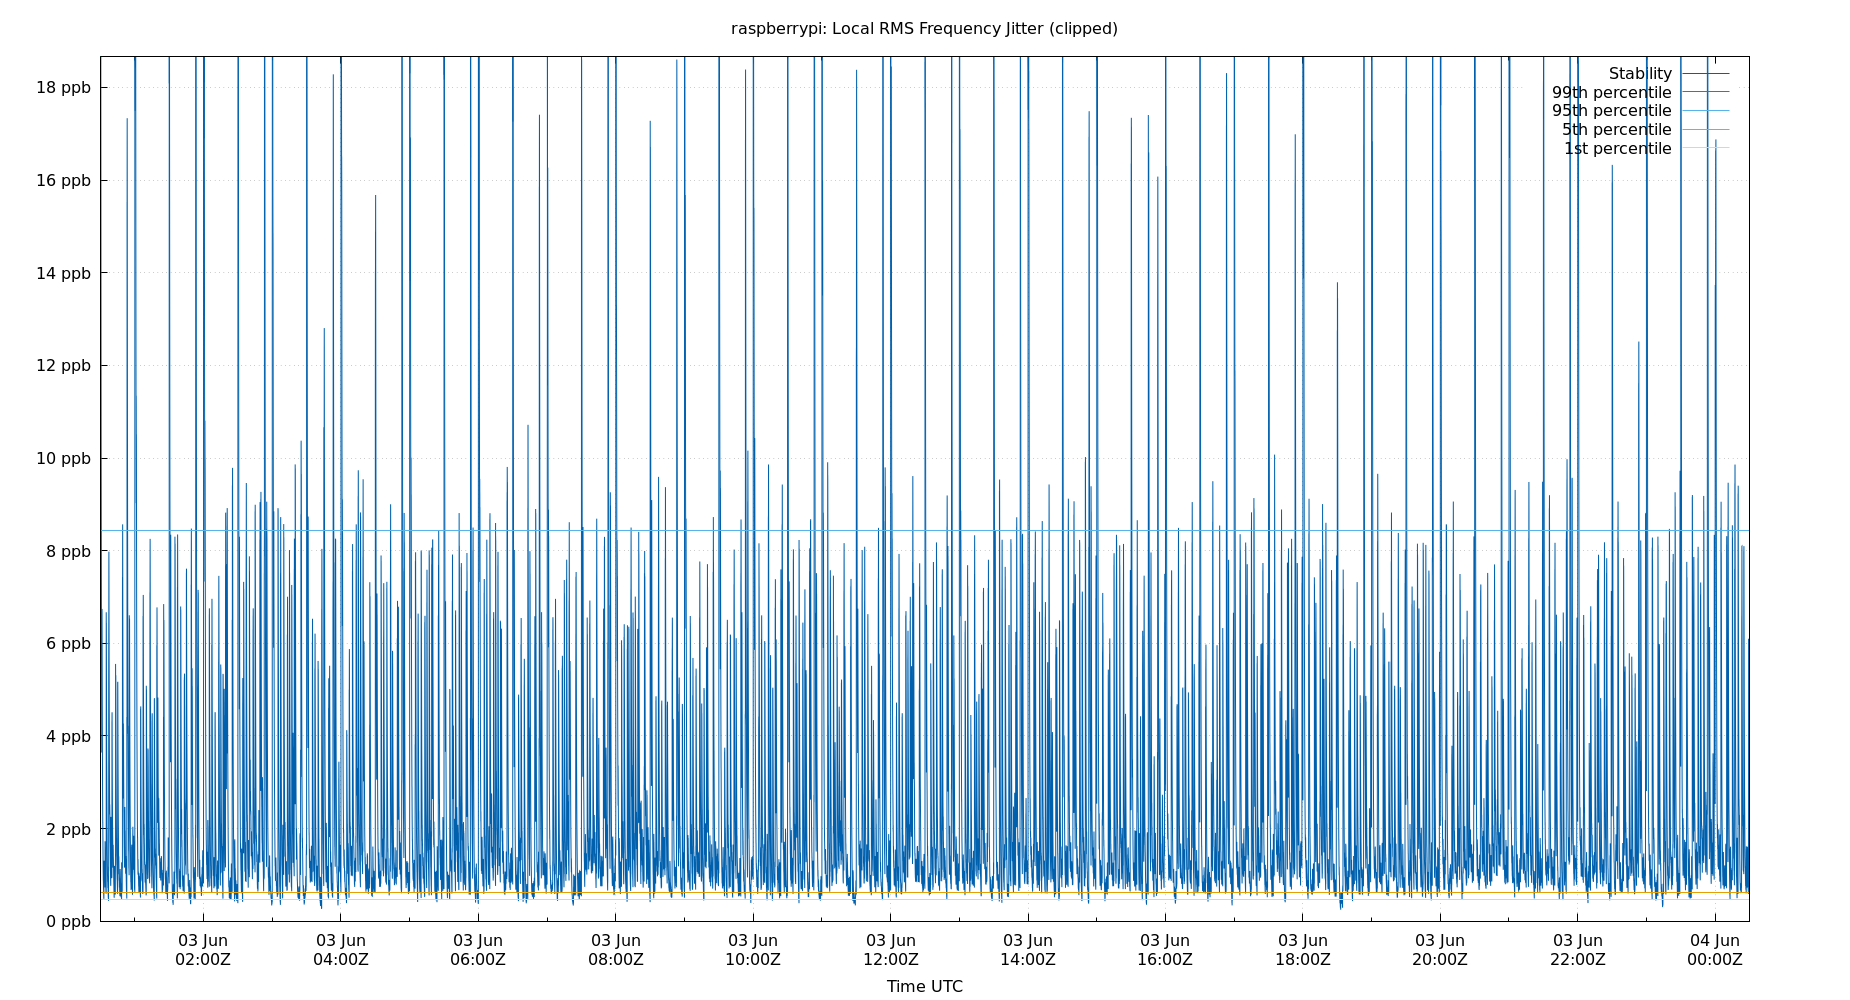 raspberrypi: Local RMS Frequency Jitter (clipped)
18 ppb
16 ppb
14 ppb
12 ppb
10 ppb
8 ppb
6 ppb
4 ppb
2 ppb
0 ppb
Stability
99th percentile
95th percentile
5th percentile
1st percentile
03 Jun 03 Jun 03 Jun 03 Jun 03 Jun 03 Jun 03 Jun 03 Jun 03 Jun 03 Jun 03 Jun 04 Jun
02:00Z 04:00Z 06:00Z 08:00Z 10:00Z 12:00Z 14:00Z 16:00Z 18:00Z 20:00Z 22:00Z 00:00Z
Time UTC